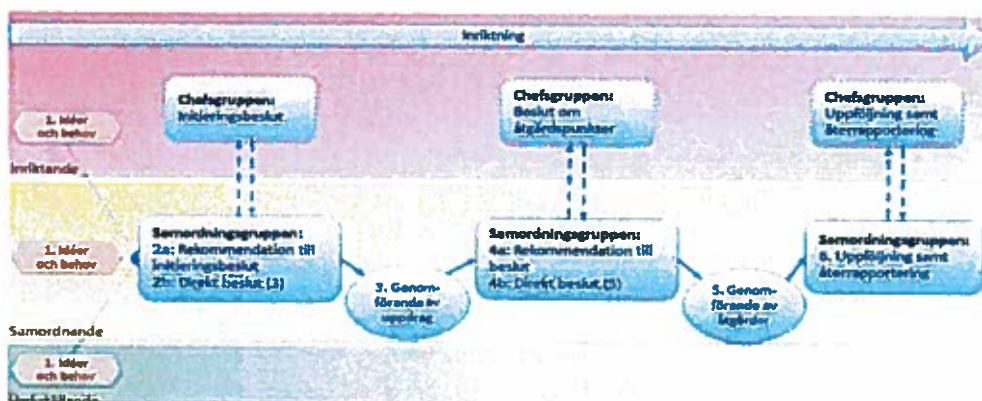 Inriktning
Chefsgruppen:
Initieringsbeslut
Chefsgruppen:
Beslut om
åtgärdspunkter
Chefsgruppen:
Uppföljning samt
återrapportering
1. Idéer
och behov
Inriktande
1. Idéer
och behov
Samordningsgruppen:
2a: Rekommendation till
initieringsbeslut
2b: Direkt beslut (3)
3. Genom-
förande av
uppdrag
Samordningsgruppen:
4a: Rekommendation till
beslut
4b: Direkt beslut (5)
5. Genom-
förande av
åtgärder
Samordningsgruppen:
6. Uppföljning samt
återrapportering
Samordnande
1. Idéer
och behov